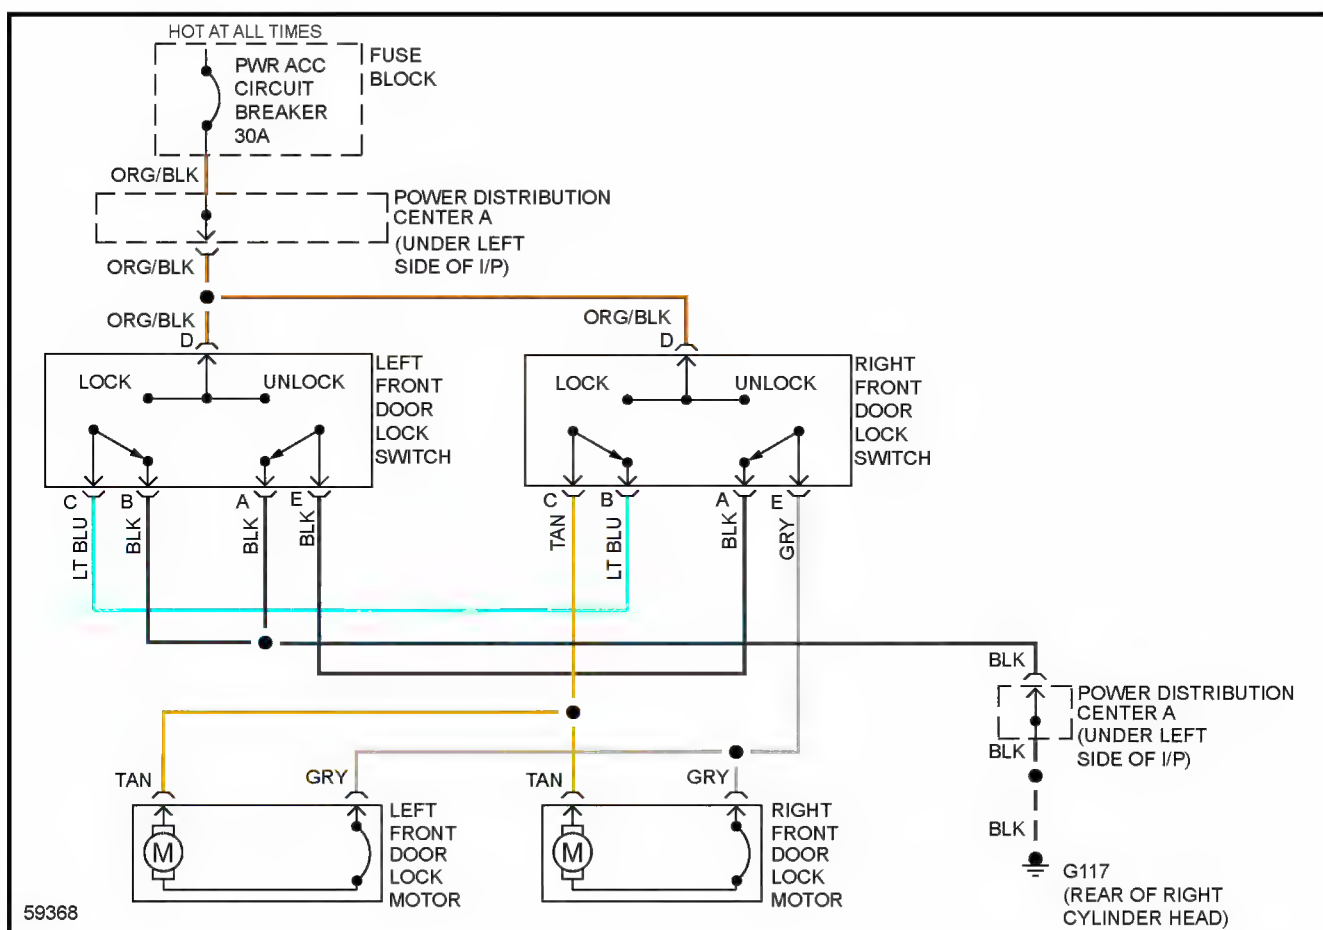 HOT AT ALL TIMES
PWR ACC
CIRCUIT
BREAKER
30A
FUSE
BLOCK
ORG/BLK
POWER DISTRIBUTION
CENTER A
(UNDER LEFT
SIDE OF I/P)
ORG/BLK
ORG/BLK
D
ORG/BLK
D
LOCK
UNLOCK
LEFT
FRONT
DOOR
LOCK
SWITCH
LOCK
UNLOCK
RIGHT
FRONT
DOOR
LOCK
SWITCH
C
B
A
E
C
B
A
E
LT BLU
BLK
BLK
BLK
TAN
LT BLU
BLK
GRY
BLK
POWER DISTRIBUTION
CENTER A
(UNDER LEFT
SIDE OF I/P)
BLK
BLK
G117
(REAR OF RIGHT
CYLINDER HEAD)
TAN
GRY
TAN
GRY
M
LEFT
FRONT
DOOR
LOCK
MOTOR
M
RIGHT
FRONT
DOOR
LOCK
MOTOR
59368